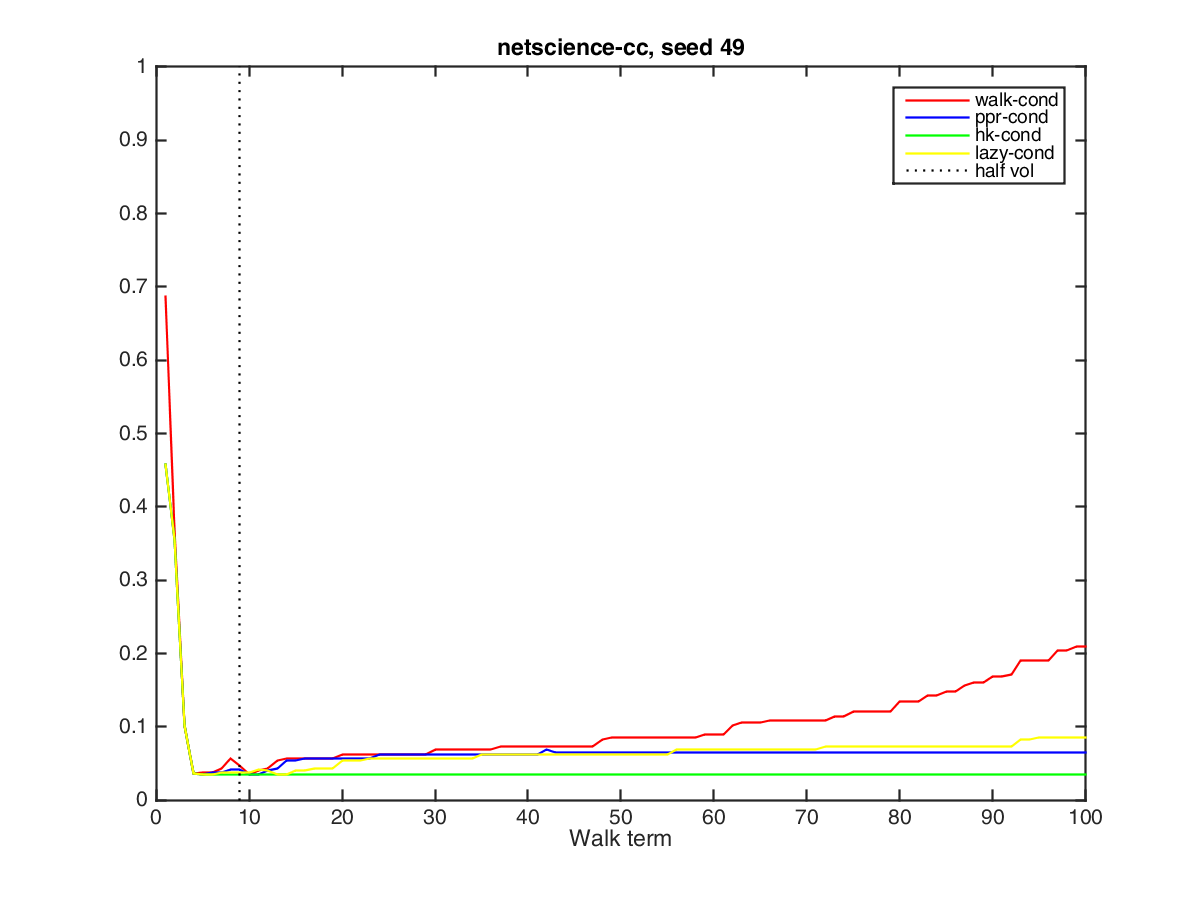 netscience-cc, seed 49
1
0.9
0.8
0.7
0.6
0.5
0.4
0.3
0.2
0.1
0
walk-cond
ppr-cond
hk-cond
lazy-cond
half vol
0 10 20 30 40 50 60 70 80 90 100
Walk term